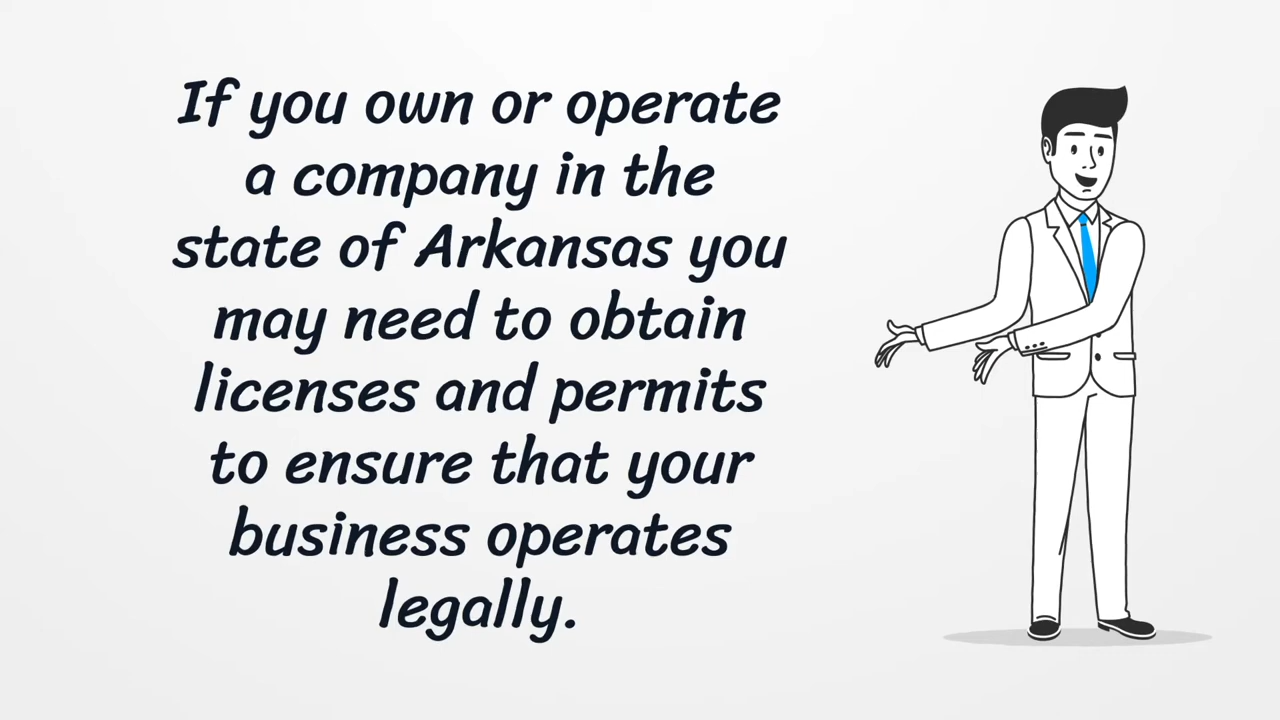 If you own or operate
a company in the
state of Arkansas you
may need to obtain
licenses and permits
to ensure that your
business operates
legally.